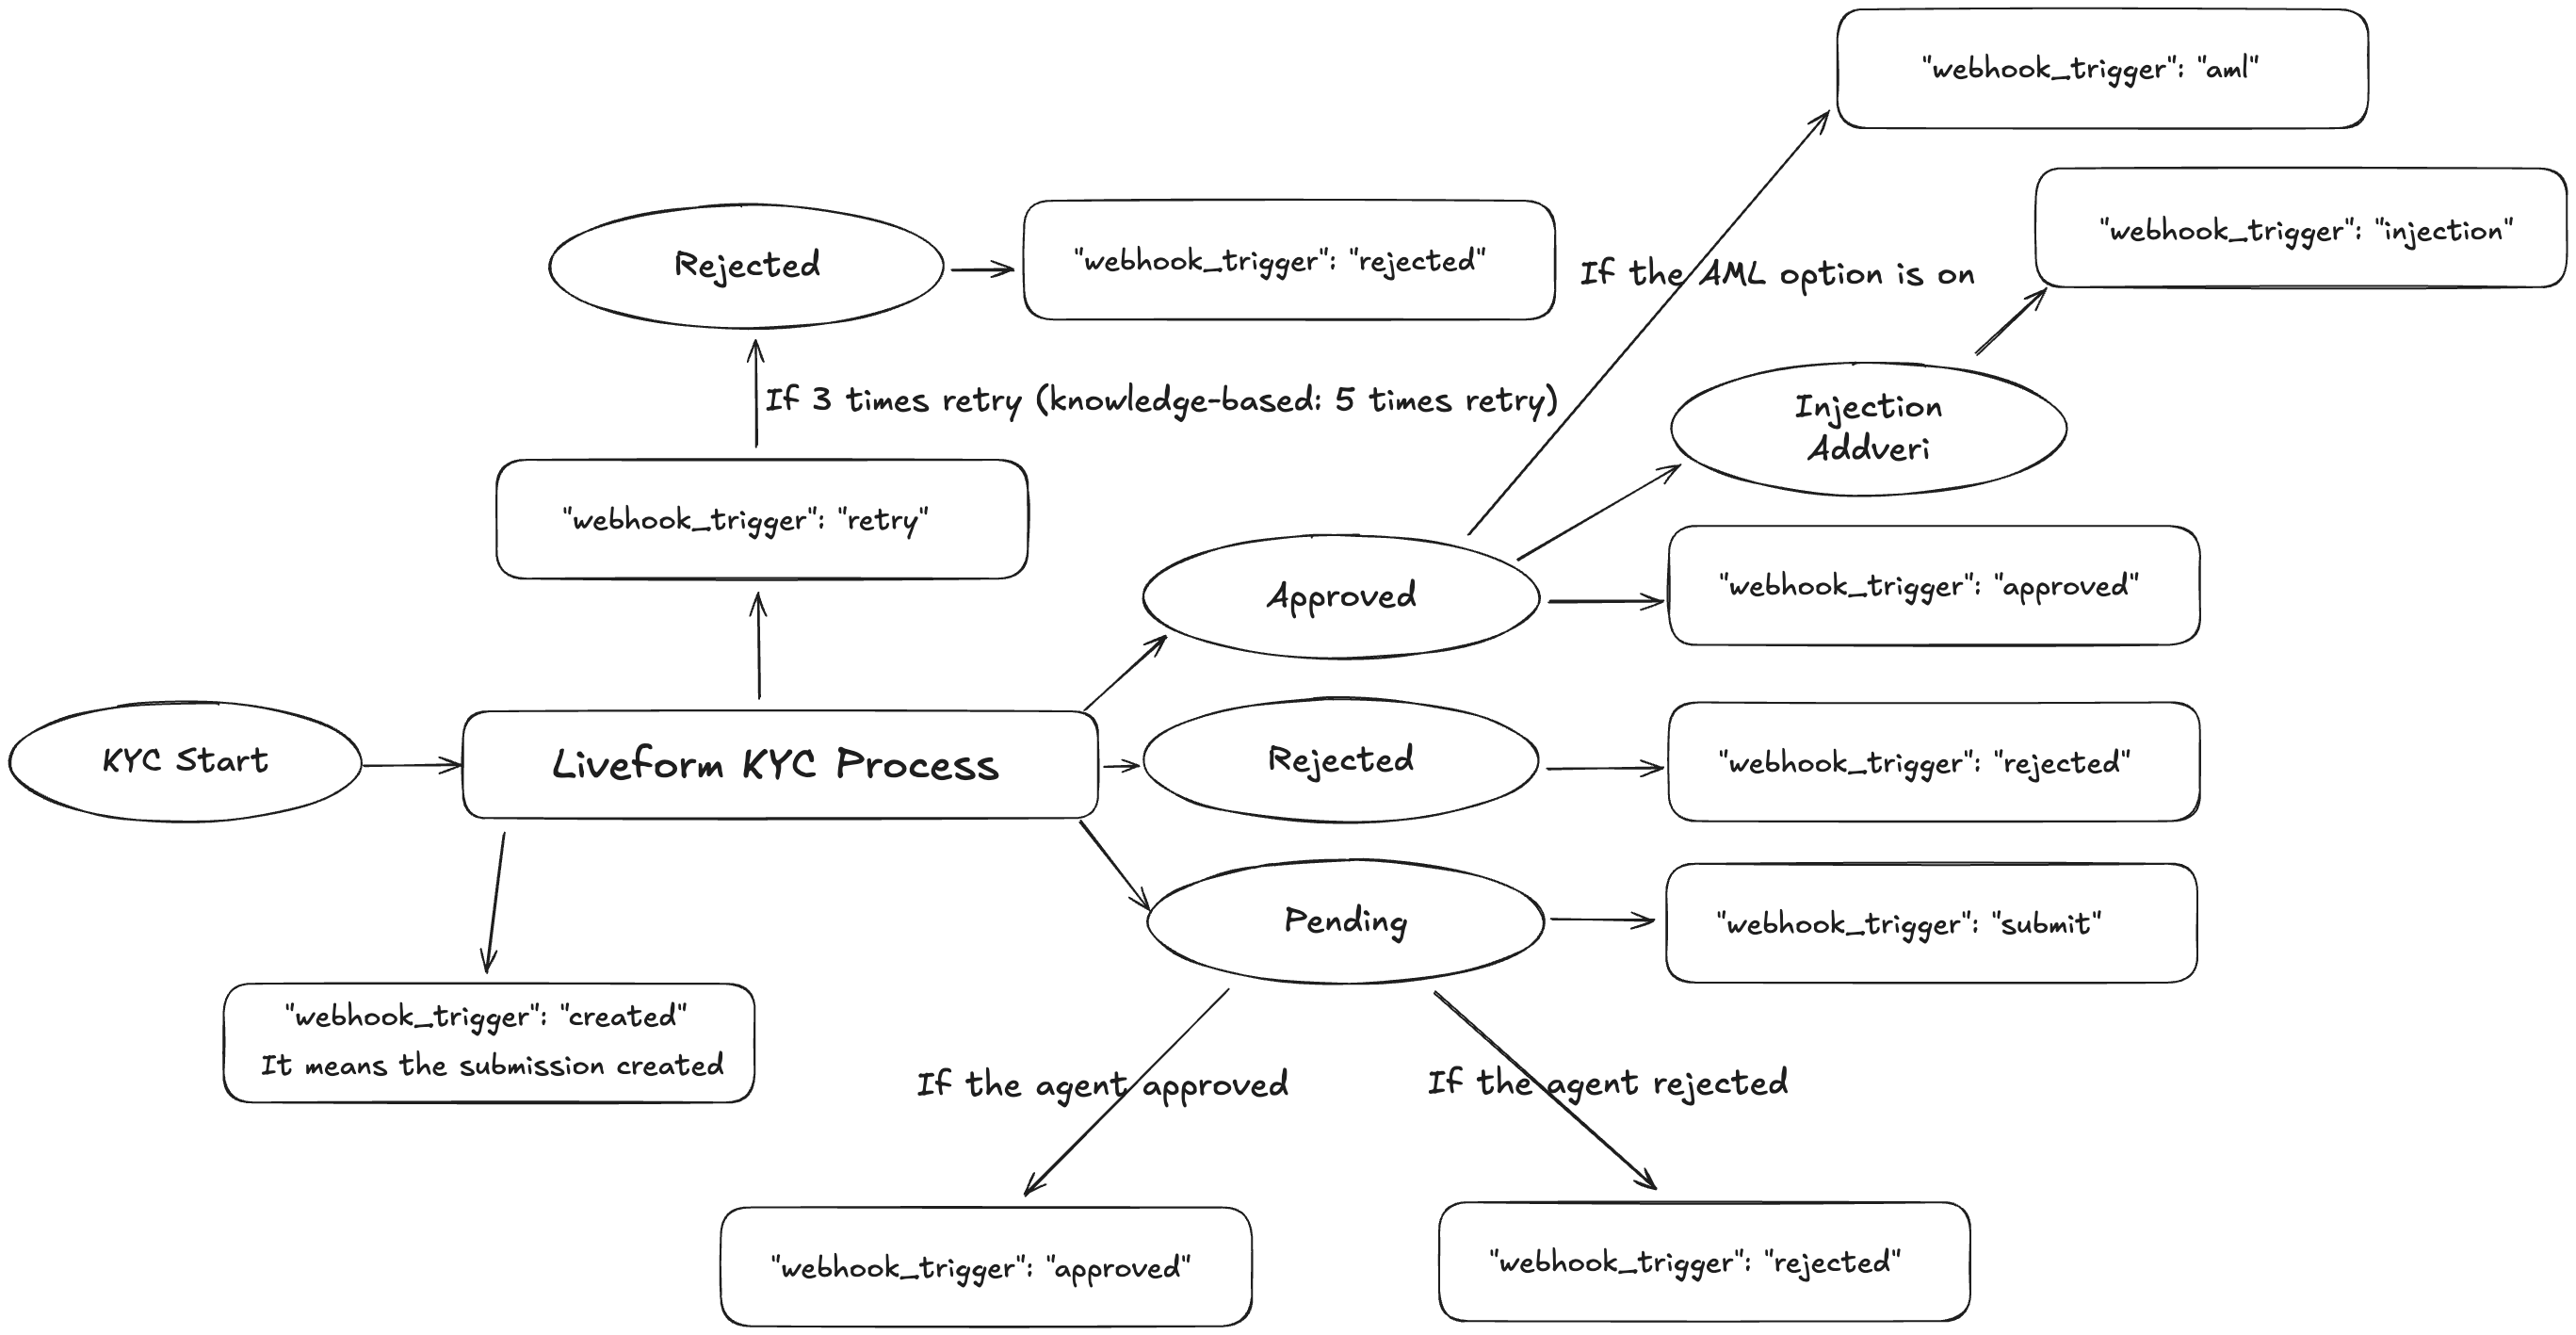 "webhook_trigger": "aml"
"webhook_trigger": "injection"
Rejected
"webhook_trigger": "rejected"
If the AML option is on
If 3 times retry (knowledge-based: 5 times retry)
Injection
Addveri
"webhook_trigger": "retry"
Approved
"webhook_trigger": "approved"
KYC Start
Liveform KYC Process
Rejected
"webhook_trigger": "rejected"
Pending
"webhook_trigger": "submit"
"webhook_trigger": "created"
It means the submission created
If the agent approved
If the agent rejected
"webhook_trigger": "approved"
"webhook_trigger": "rejected"